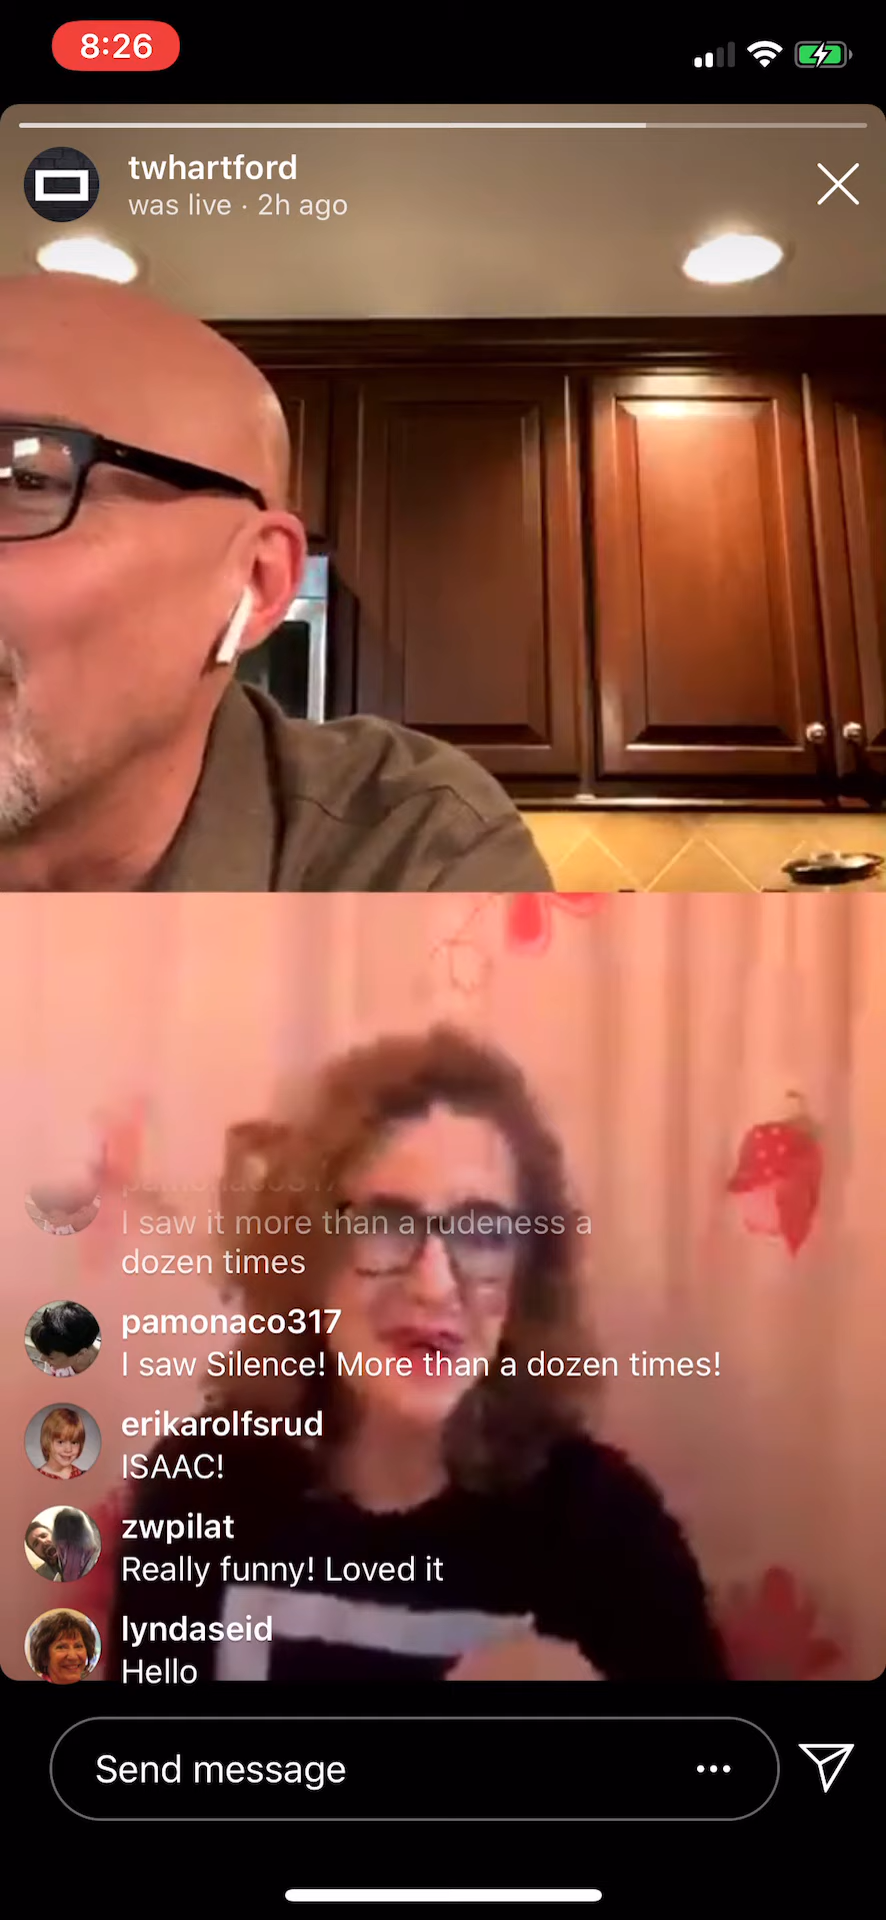 8:26
twhartford
was live · 2h ago
pamonaco317
I saw it more than a rudeness a
dozen times
pamonaco317
I saw Silence! More than a dozen times!
erikarolfsrud
ISAAC!
zwpilat
Really funny! Loved it
lyndaseid
Hello
Send message